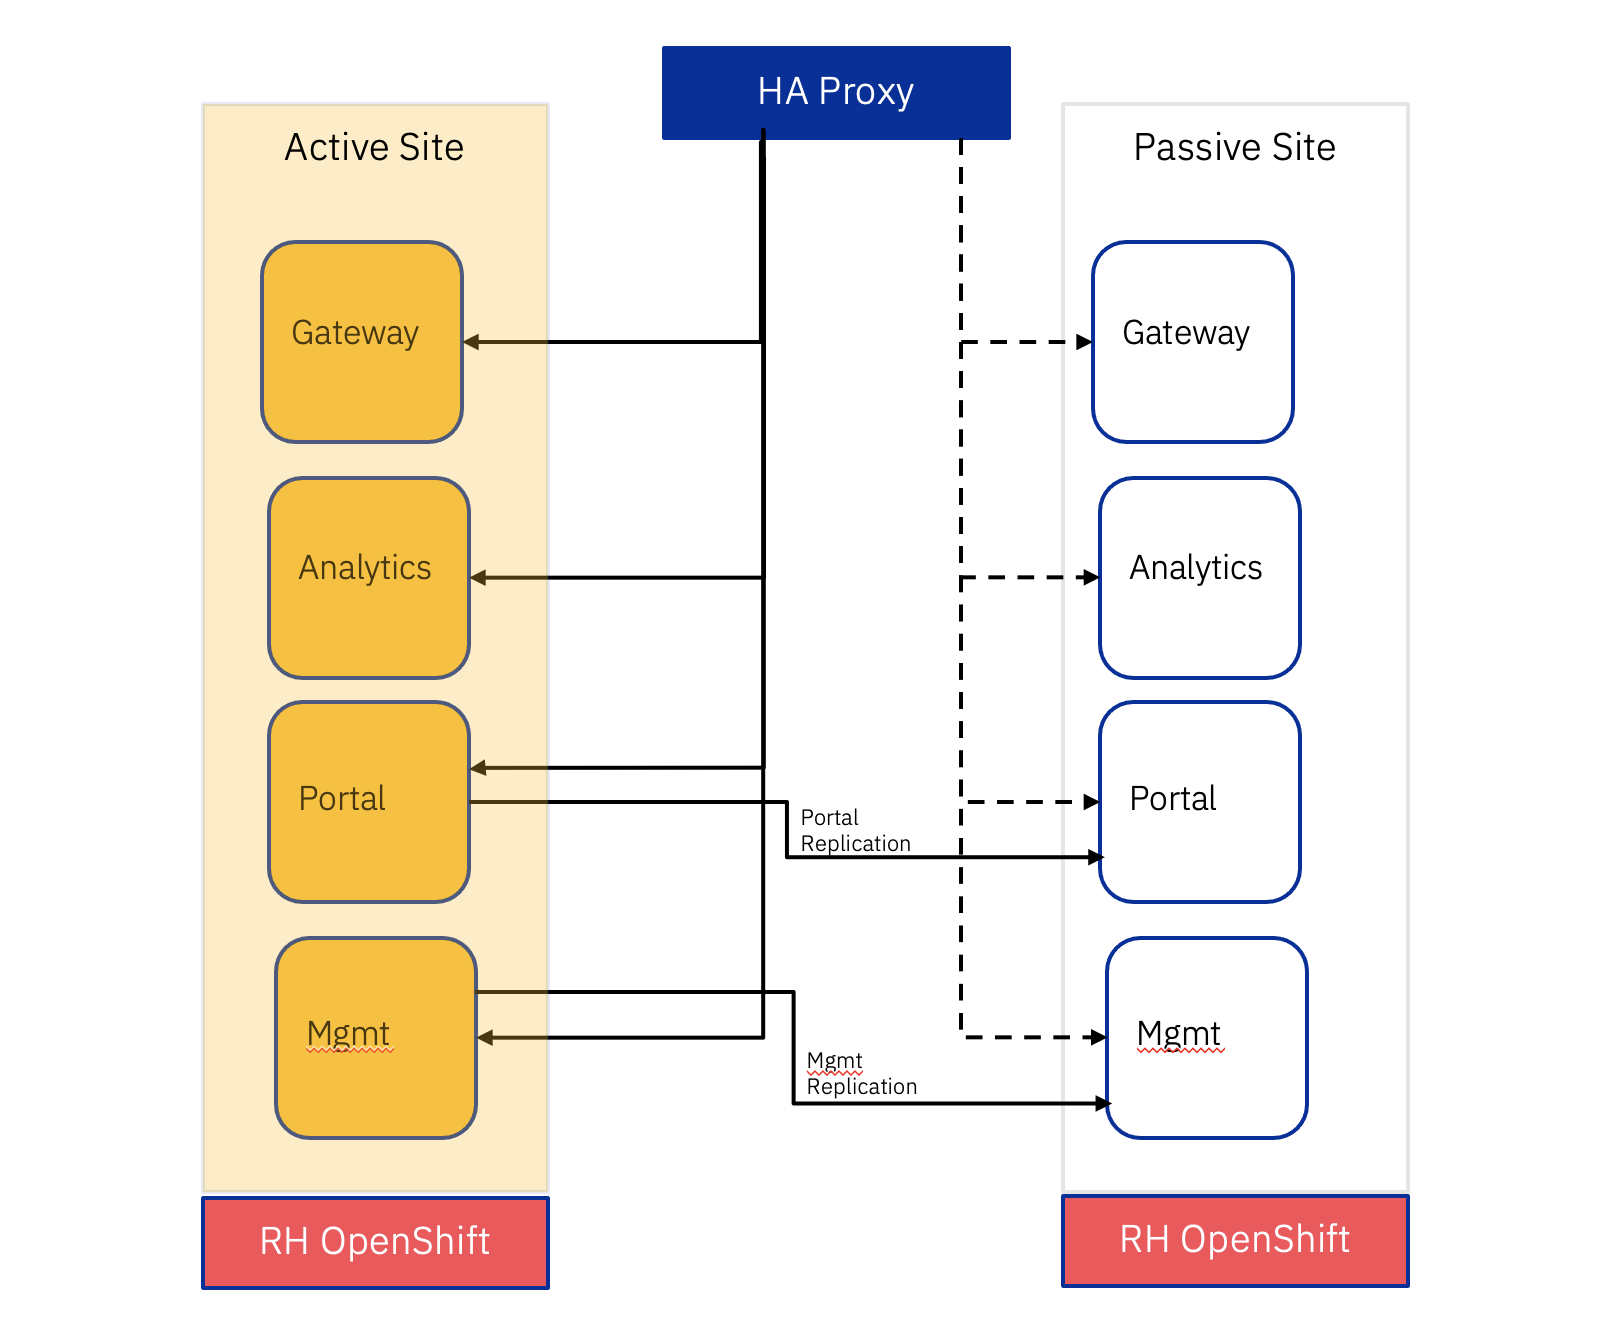 HA Proxy
Active Site
Passive Site
Gateway
Gateway
Analytics
Analytics
Portal
Portal
Portal
Replication
Mgmt
Mgmt
Mgmt
Replication
RH OpenShift
RH OpenShift